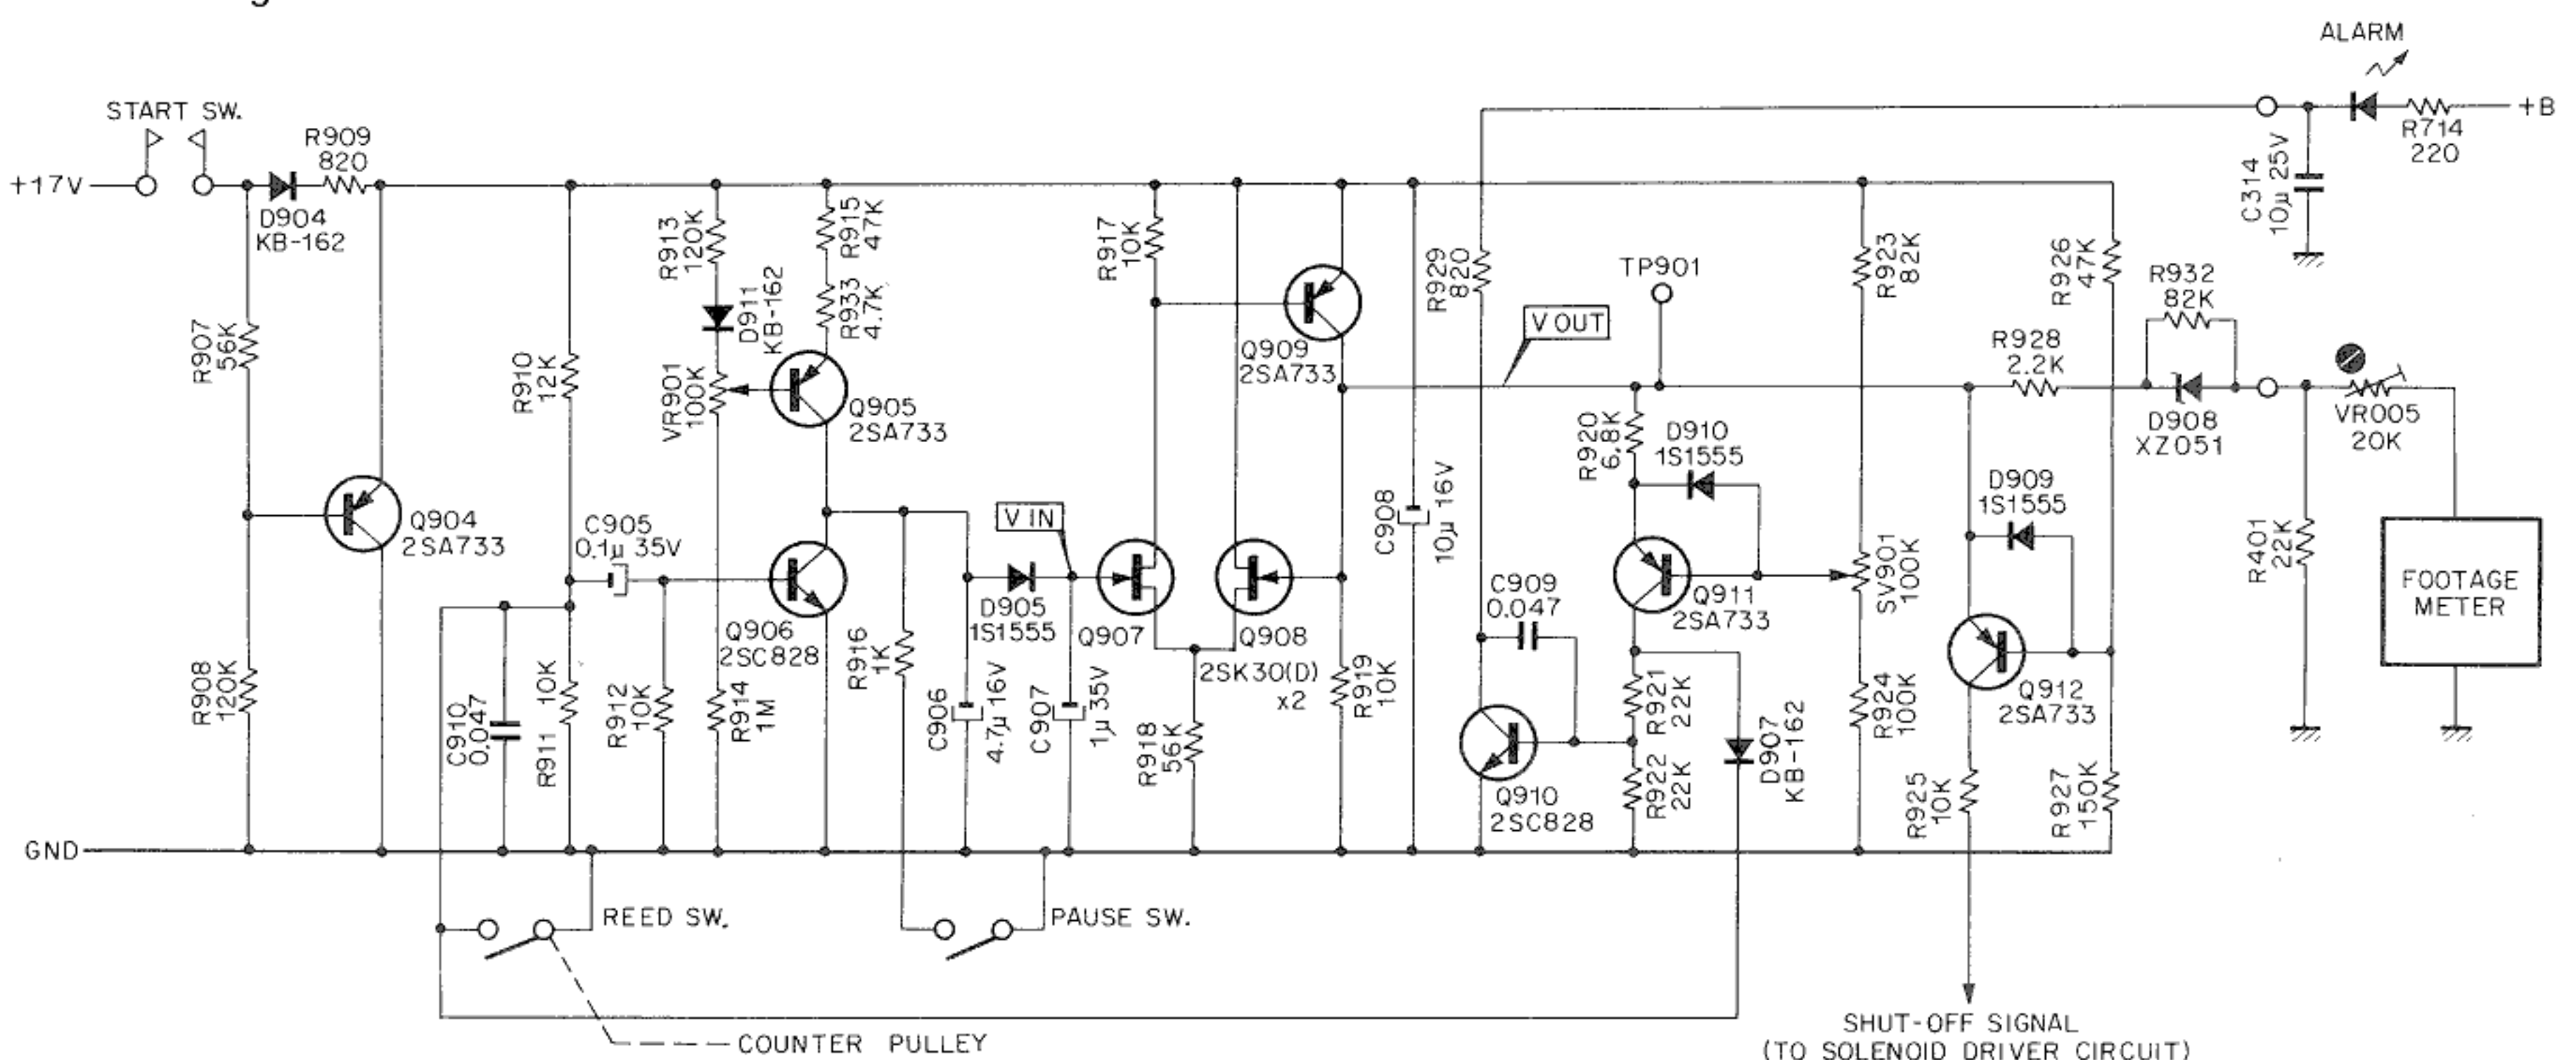 ALARM
START SW.
R909
820
+17V
D904
KB-162
R907
56K
R908
120K
Q904
2SA733
R910
12K
C905
0.1μ 35V
C910
0.047
R911 10K
R912
10K
R913
120K
D911
KB-162
VR901
100K
R915
47K
R933
4.7K
Q905
2SA733
Q906
2SC828
R914
1M
R916
1K
V IN
D905
1S1555
C906
4.7μ 16V
C907
1μ 35V
R917
10K
Q907
Q908
2SK30(D)
x2
R918
56K
Q909
2SA733
R919
10K
C908
10μ 16V
R929
820
V OUT
TP901
C909
0.047
Q910
2SC828
R920
6.8K
D910
1S1555
Q911
2SA733
R921
22K
R922
22K
D907
KB-162
R923
82K
SV901
100K
R924
100K
R926
47K
R928
2.2K
D909
1S1555
Q912
2SA733
R925
10K
R927
150K
R932
82K
D908
XZ051
C314
10μ 25V
R714
220
+B
VR005
20K
R401
22K
FOOTAGE
METER
GND
REED SW.
PAUSE SW.
COUNTER PULLEY
SHUT-OFF SIGNAL
(TO SOLENOID DRIVER CIRCUIT)